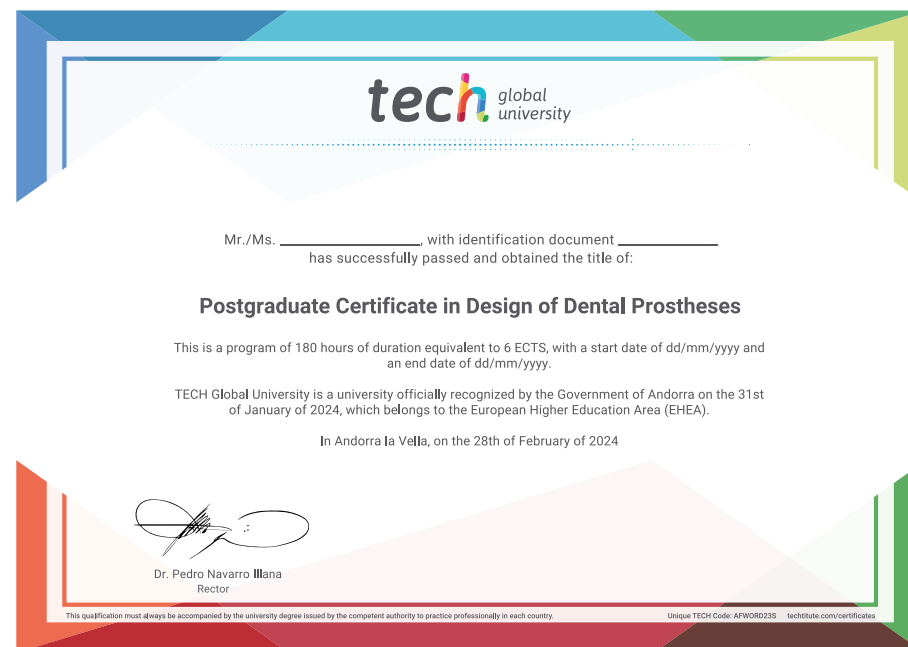 tech global university
Mr./Ms. ____________, with identification document ____________
has successfully passed and obtained the title of:
Postgraduate Certificate in Design of Dental Prostheses
This is a program of 180 hours of duration equivalent to 6 ECTS, with a start date of dd/mm/yyyy and
an end date of dd/mm/yyyy.
TECH Global University is a university officially recognized by the Government of Andorra on the 31st
of January of 2024, which belongs to the European Higher Education Area (EHEA).
In Andorra la Vella, on the 28th of February of 2024
Dr. Pedro Navarro Illana
Rector
This qualification must always be accompanied by the university degree issued by the competent authority to practice professionally in each country.
Unique TECH Code: AFWORD23S techtitute.com/certificates